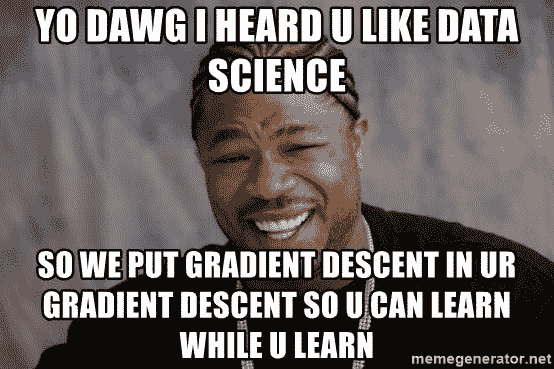 YO DAWG I HEARD U LIKE DATA
SCIENCE
SO WE PUT GRADIENT DESCENT IN UR
GRADIENT DESCENT SO U CAN LEARN
WHILE U LEARN
memegenerator.net